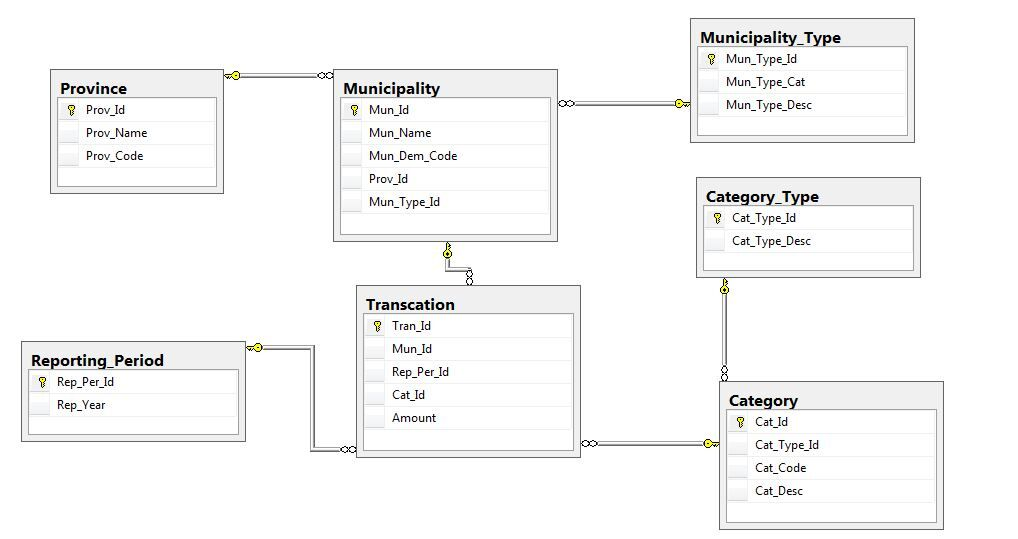 Province
Prov_Id
Prov_Name
Prov_Code
Municipality
Mun_Id
Mun_Name
Mun_Dem_Code
Prov_Id
Mun_Type_Id
Municipality_Type
Mun_Type_Id
Mun_Type_Cat
Mun_Type_Desc
Category_Type
Cat_Type_Id
Cat_Type_Desc
Transcation
Tran_Id
Mun_Id
Rep_Per_Id
Cat_Id
Amount
Reporting_Period
Rep_Per_Id
Rep_Year
Category
Cat_Id
Cat_Type_Id
Cat_Code
Cat_Desc